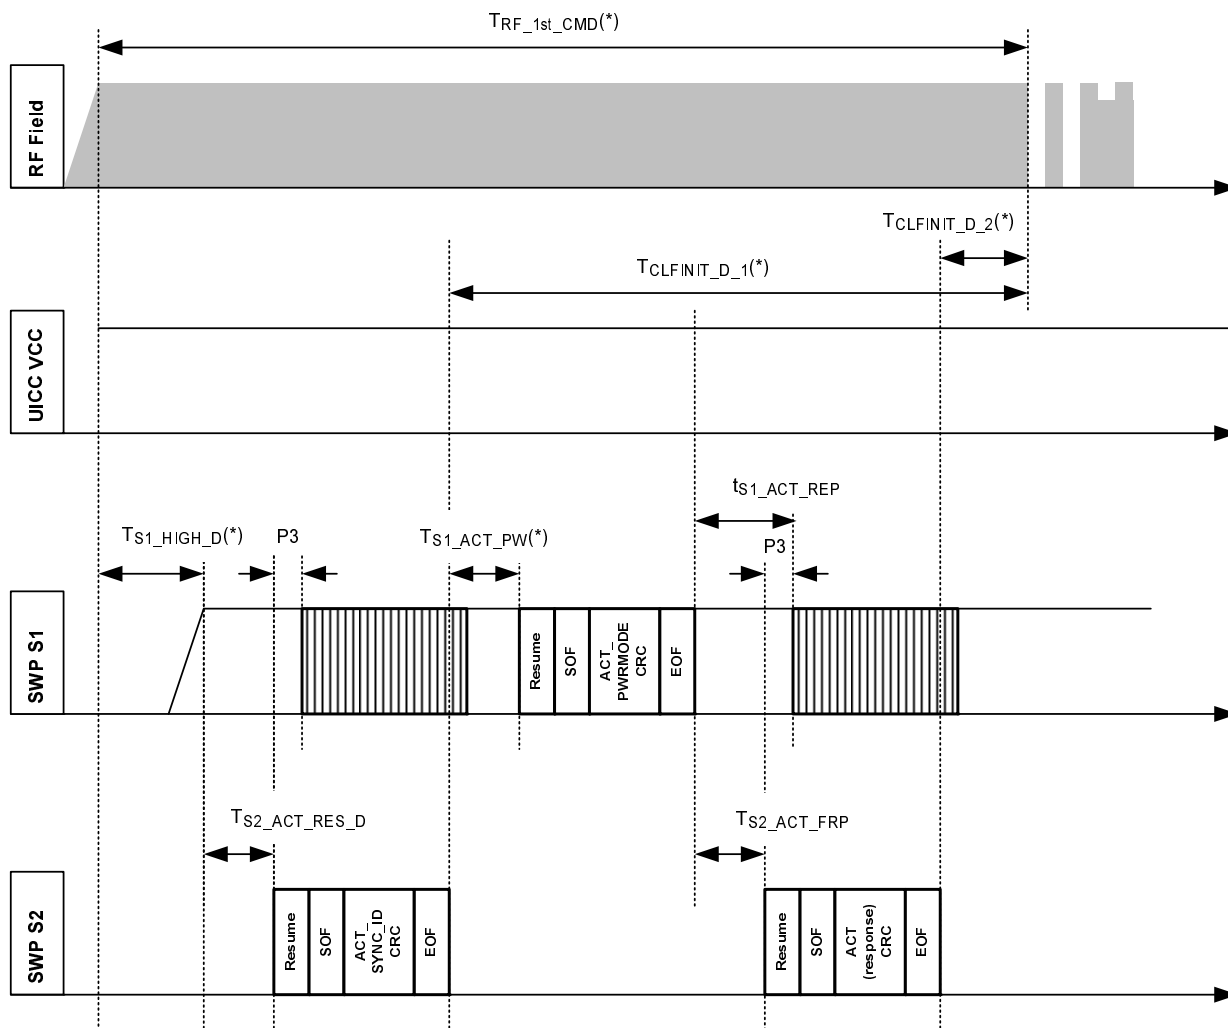 TRF_1st_CMD(*)
RF Field
TCLFINIT_D_2(*)
TCLFINIT_D_1(*)
UICC VCC
tS1_ACT_REP
TS1_HIGH_D(*)
P3
TS1_ACT_PW(*)
P3
SWP S1
Resume
SOF
ACT_
PWRMODE
CRC
EOF
TS2_ACT_RES_D
TS2_ACT_FRP
SWP S2
Resume
SOF
ACT_
SYNC_ID
CRC
EOF
Resume
SOF
ACT
(response)
CRC
EOF